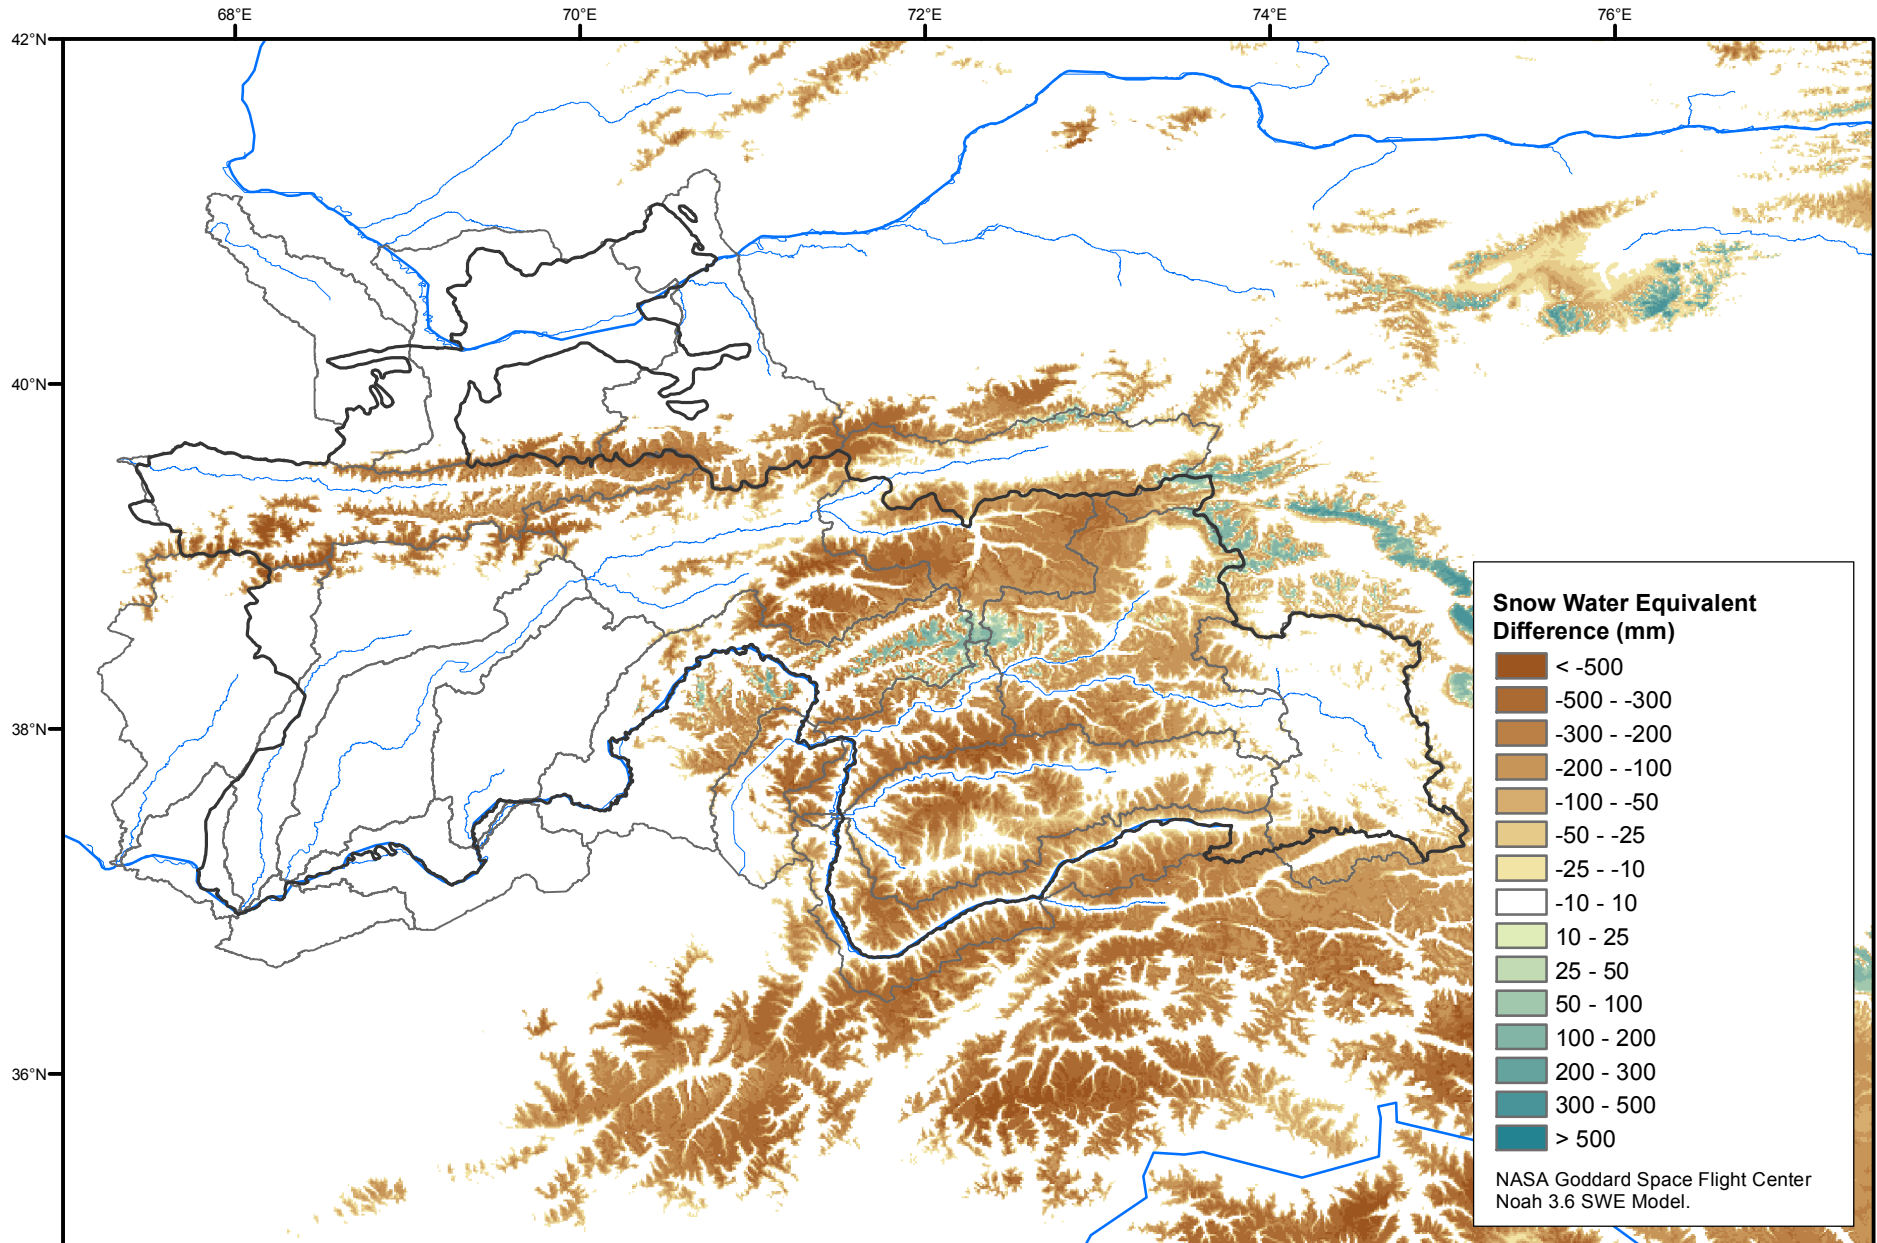 68°E 70°E 72°E 74°E 76°E
42°N
40°N
38°N
36°N
Snow Water Equivalent
Difference (mm)
< -500
-500 - -300
-300 - -200
-200 - -100
-100 - -50
-50 - -25
-25 - -10
-10 - 10
10 - 25
25 - 50
50 - 100
100 - 200
200 - 300
300 - 500
> 500
NASA Goddard Space Flight Center
Noah 3.6 SWE Model.